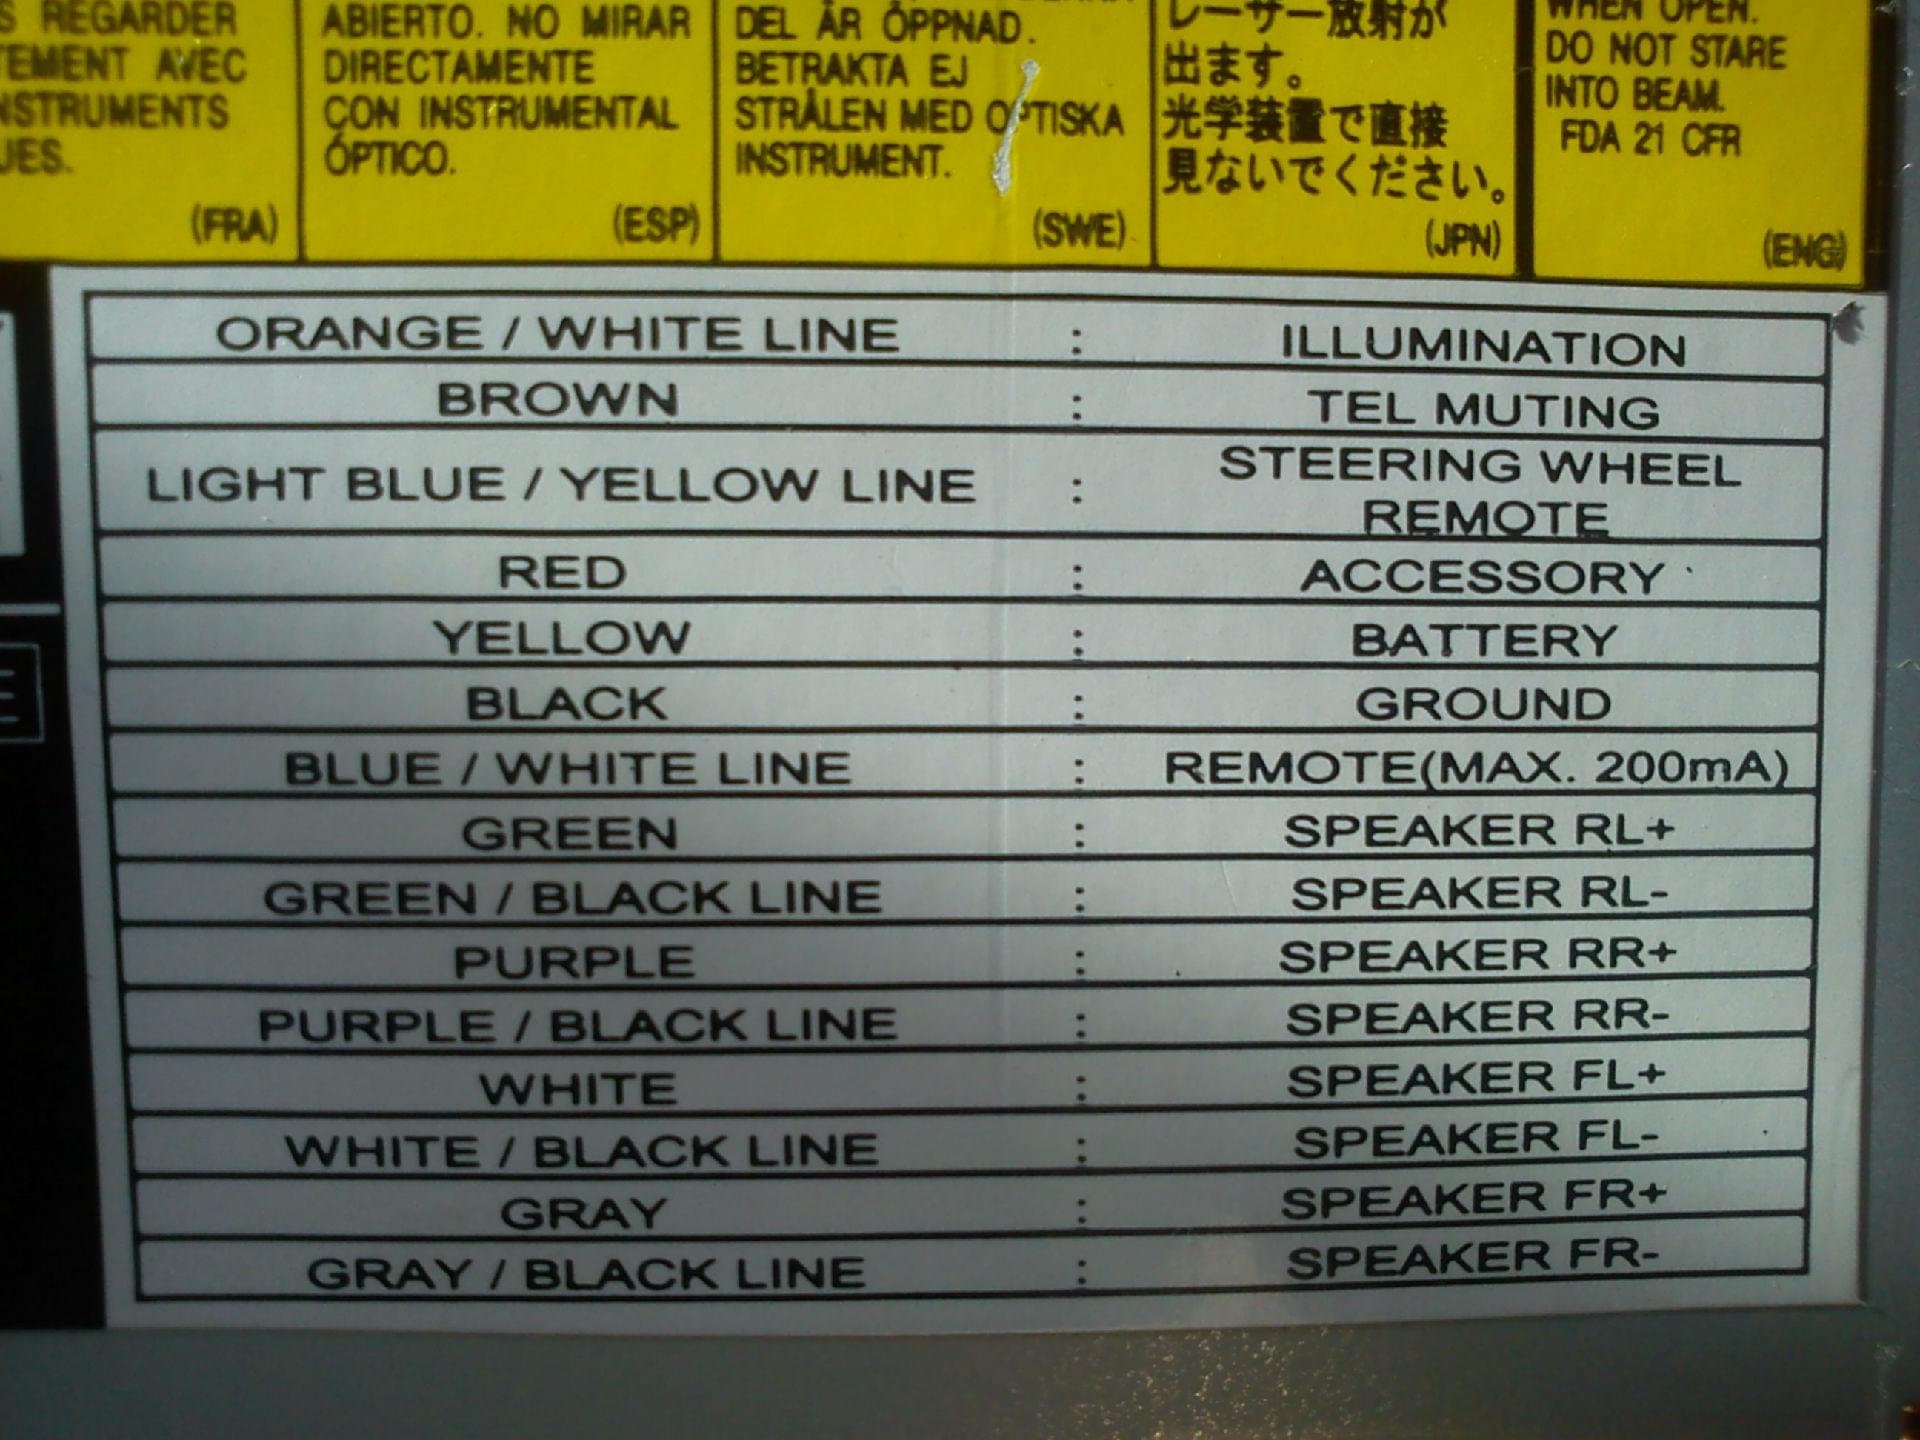 REGARDER
AVEC
ABIERTO. NO MIRAR
DIRECTAMENTE
CON INSTRUMENTAL
ÓPTICO.
(FRA)
(ESP)
DEL ÄR ÖPPNAD.
BETRAKTA EJ
STRÅLEN MED OPTISKA
INSTRUMENT.
(SWE)
レーザー放射が
出ます。
光学装置で直接
見ないでください。
(JPN)
WHEN OPEN.
DO NOT STARE
INTO BEAM.
FDA 21 CFR
(ENG)
ORANGE / WHITE LINE : ILLUMINATION
BROWN : TEL MUTING
LIGHT BLUE / YELLOW LINE : STEERING WHEEL
REMOTE
RED : ACCESSORY
YELLOW : BATTERY
BLACK : GROUND
BLUE / WHITE LINE : REMOTE(MAX. 200mA)
GREEN : SPEAKER RL+
GREEN / BLACK LINE : SPEAKER RL-
PURPLE : SPEAKER RR+
PURPLE / BLACK LINE : SPEAKER RR-
WHITE : SPEAKER FL+
WHITE / BLACK LINE : SPEAKER FL-
GRAY : SPEAKER FR+
GRAY / BLACK LINE : SPEAKER FR-